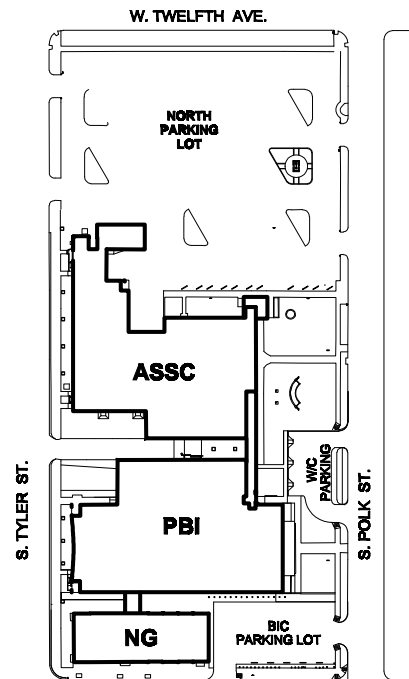 W. TWELFTH AVE.
NORTH
PARKING
LOT
ASSC
W/C
PARKING
S. TYLER ST.
S. POLK ST.
PBI
NG
BIC
PARKING LOT